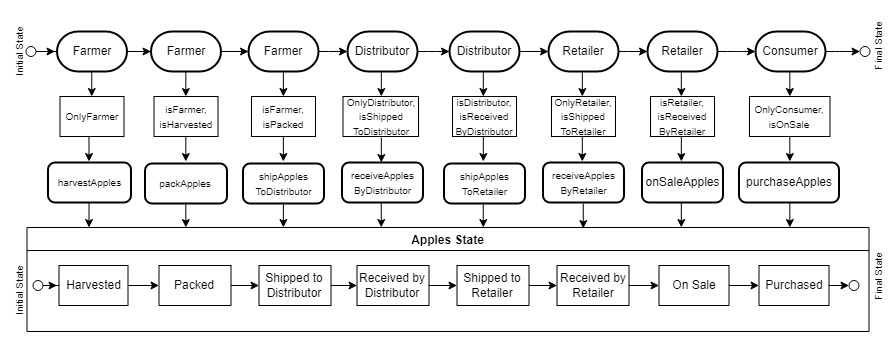 Initial State
Farmer
Farmer
Farmer
Distributor
Distributor
Retailer
Retailer
Consumer
Final State
OnlyFarmer
isFarmer,
isHarvested
isFarmer,
isPacked
OnlyDistributor,
isShipped
ToDistributor
isDistributor,
isReceived
ByDistributor
OnlyRetailer,
isShipped
ToRetailer
isRetailer,
isReceived
ByRetailer
OnlyConsumer,
isOnSale
harvestApples
packApples
shipApples
ToDistributor
receiveApples
ByDistributor
shipApples
ToRetailer
receiveApples
ByRetailer
onSaleApples
purchaseApples
Apples State
Initial State
Harvested
Packed
Shipped to
Distributor
Received by
Distributor
Shipped to
Retailer
Received by
Retailer
On Sale
Purchased
Final State